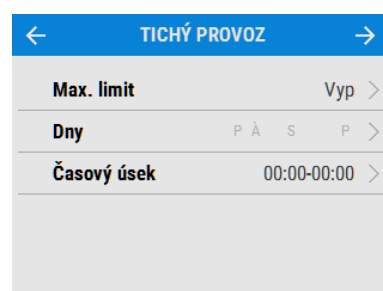 TICHÝ PROVOZ
Max. limit Vyp
Dny P À S P
Časový úsek 00:00-00:00